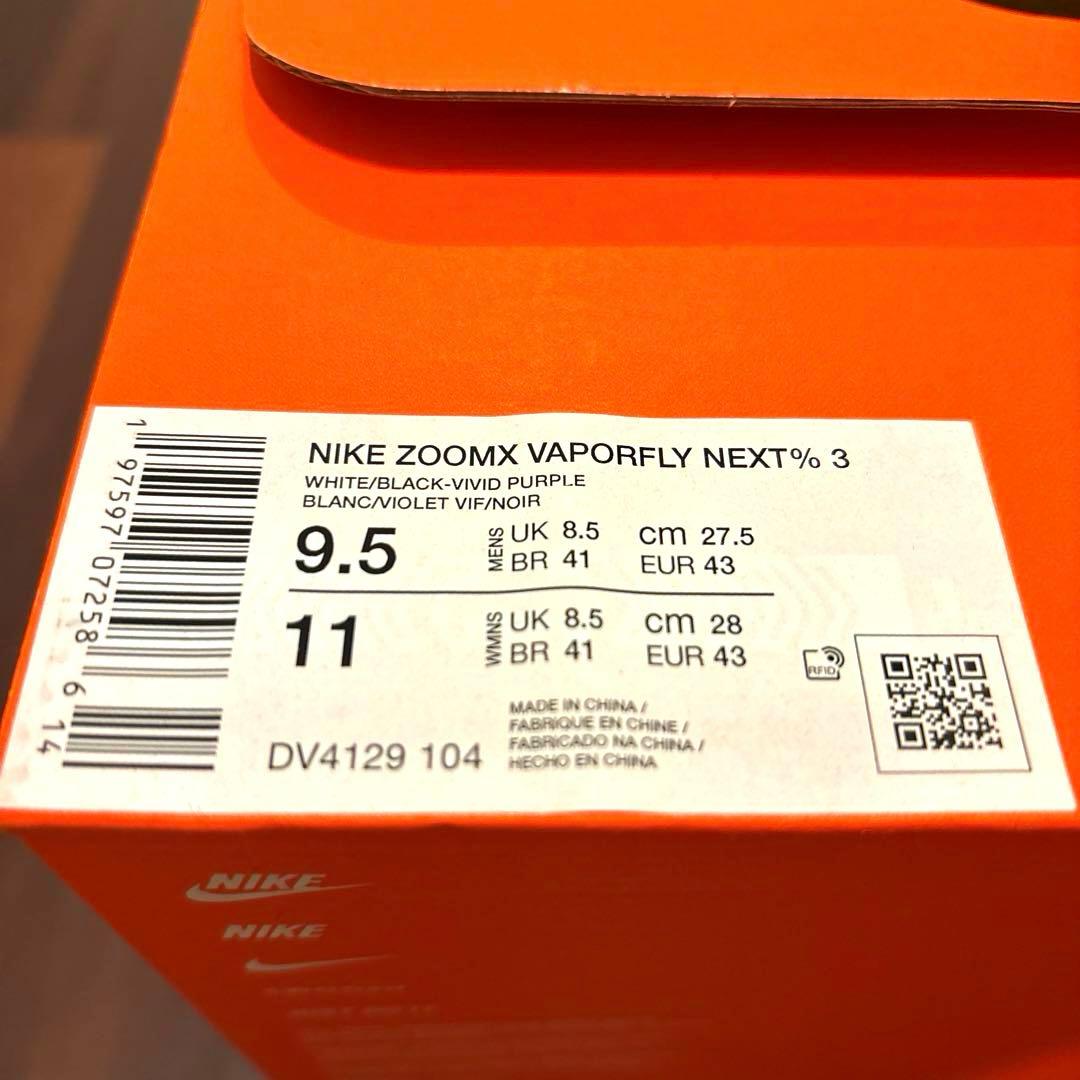 NIKE ZOOMX VAPORFLY NEXT% 3
WHITE/BLACK-VIVID PURPLE
BLANC/VIOLET VIF/NOIR
9.5 MENS UK 8.5 cm 27.5
BR 41 EUR 43
11 WMNS UK 8.5 cm 28
BR 41 EUR 43
RFID
MADE IN CHINA /
FABRIQUE EN CHINE /
FABRICADO NA CHINA /
HECHO EN CHINA
DV4129 104
1 97597 07258 6 14
NIKE
NIKE